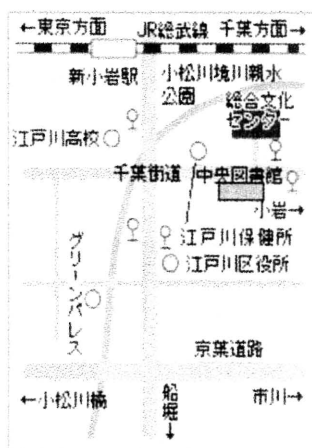 ←東京方面 JR総武線 千葉方面→
新小岩駅
小松川境川親水
公園
総合文化
センター
江戸川高校
千葉街道
中央図書館
小岩→
江戸川保健所
江戸川区役所
グリーンパレス
京葉道路
←小松川橋
船堀↓
市川→